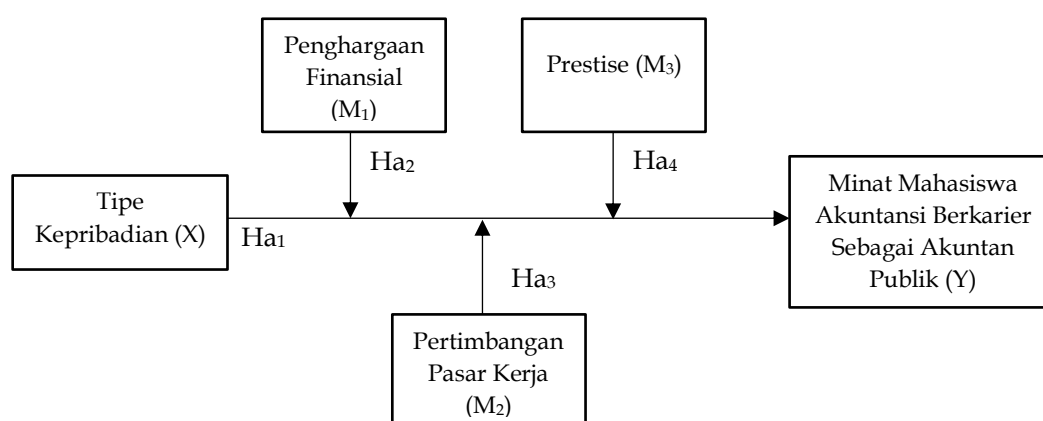 Penghargaan
Finansial
(M₁)
Prestise (M₃)
Ha₂
Ha₄
Tipe
Kepribadian (X)
Ha₁
Minat Mahasiswa
Akuntansi Berkarier
Sebagai Akuntan
Publik (Y)
Ha₃
Pertimbangan
Pasar Kerja
(M₂)